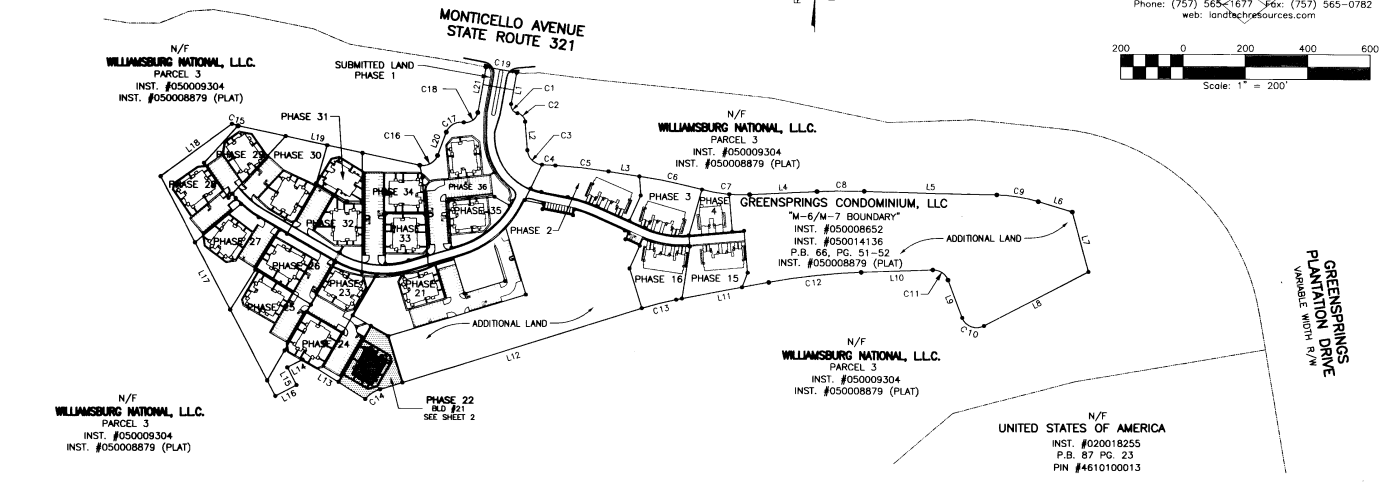 Phone: (757) 565-1677 Fax: (757) 565-0782
web: landtechresources.com
200 0 200 400 600
Scale: 1" = 200'
MONTICELLO AVENUE
STATE ROUTE 321
N/F
WILLIAMSBURG NATIONAL, L.L.C.
PARCEL 3
INST. #050009304
INST. #050008879 (PLAT)
SUBMITTED LAND
PHASE 1
C19
L2
L1
C18
C1
C2
C17
L2
C3
C16
L20
C15
L18
L19
PHASE 31
PHASE 29
PHASE 30
PHASE 28
PHASE 34
PHASE 36
PHASE 35
PHASE 32
PHASE 33
PHASE 27
PHASE 26
PHASE 23
PHASE 21
PHASE 25
PHASE 24
L17
L14
L15
L16
L13
C14
PHASE 22
BLD #21
SEE SHEET 2
L12
ADDITIONAL LAND
N/F
WILLIAMSBURG NATIONAL, L.L.C.
PARCEL 3
INST. #050009304
INST. #050008879 (PLAT)
C4
C5
L3
C6
C7
L4
C8
L5
C9
L6
L7
PHASE 2
PHASE 3
PHASE 4
PHASE 16
PHASE 15
GREENSPRINGS CONDOMINIUM, LLC
"M-6/M-7 BOUNDARY"
INST. #050008652
INST. #050014136
P.B. 66, PG. 51-52
INST. #050008879 (PLAT)
ADDITIONAL LAND
C13
L11
C12
L10
C11
L9
C10
L8
N/F
WILLIAMSBURG NATIONAL, L.L.C.
PARCEL 3
INST. #050009304
INST. #050008879 (PLAT)
N/F
WILLIAMSBURG NATIONAL, L.L.C.
PARCEL 3
INST. #050009304
INST. #050008879 (PLAT)
GREENSPRINGS
PLANTATION DRIVE
VARIABLE WIDTH R/W
N/F
UNITED STATES OF AMERICA
INST. #020018255
P.B. 87 PG. 23
PIN #4610100013